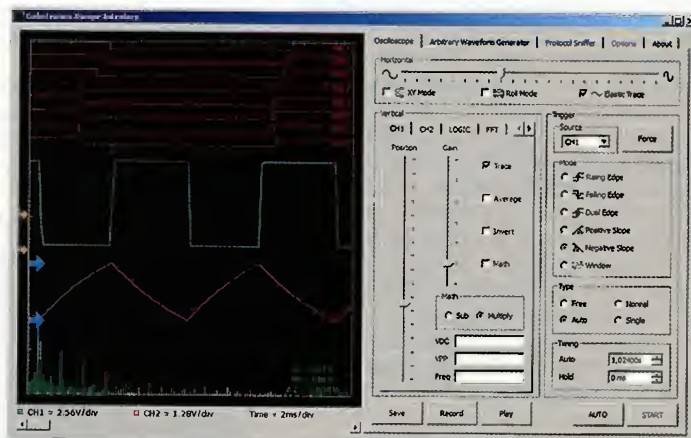 Oscilloscope
Arbitrary Waveform Generator
Protocol Sniffer
Options
About
Horizontal
XY Mode
Roll Mode
Elastic Trace
Vertical
CH1
CH2
LOGIC
FFT
Position
Gain
Trace
Average
Invert
Math
Math
Sub
Multiply
VDC
VPP
Freq
Trigger
Source
CH1
Force
Mode
Rising Edge
Falling Edge
Dual Edge
Positive Slope
Negative Slope
Window
Type
Free
Normal
Auto
Single
Timing
Auto
1,02400s
Hold
0 ms
CH1 = 2.56V/div
CH2 = 1.28V/div
Time = 2ms/div
Save
Record
Play
AUTO
START